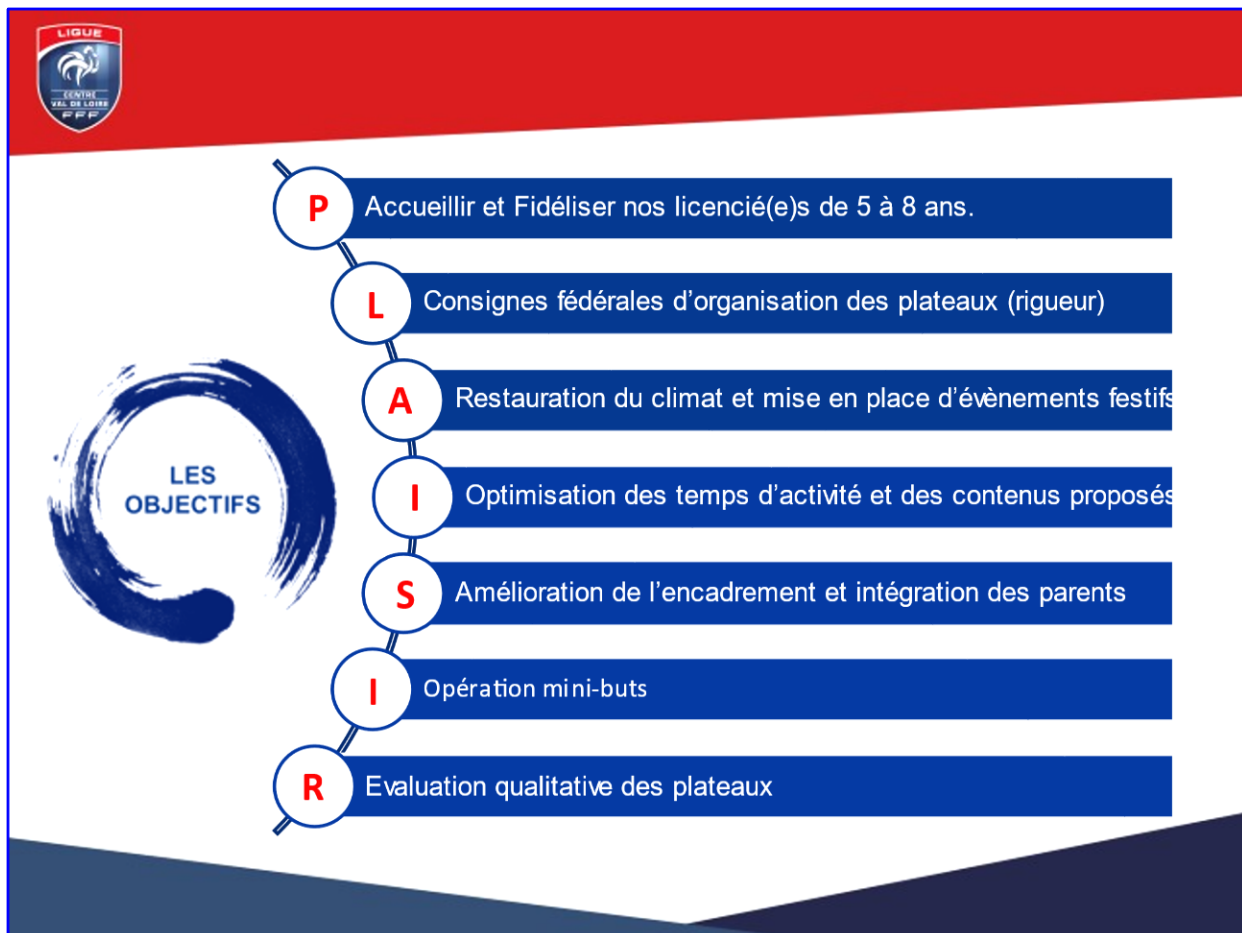 LIGUE
CENTRE
VAL DE LOIRE
FFF
P
Accueillir et Fidéliser nos licencié(e)s de 5 à 8 ans.
L
Consignes fédérales d’organisation des plateaux (rigueur)
A
Restauration du climat et mise en place d’évènements festifs
LES
OBJECTIFS
I
Optimisation des temps d’activité et des contenus proposés
S
Amélioration de l’encadrement et intégration des parents
I
Opération mini-buts
R
Evaluation qualitative des plateaux